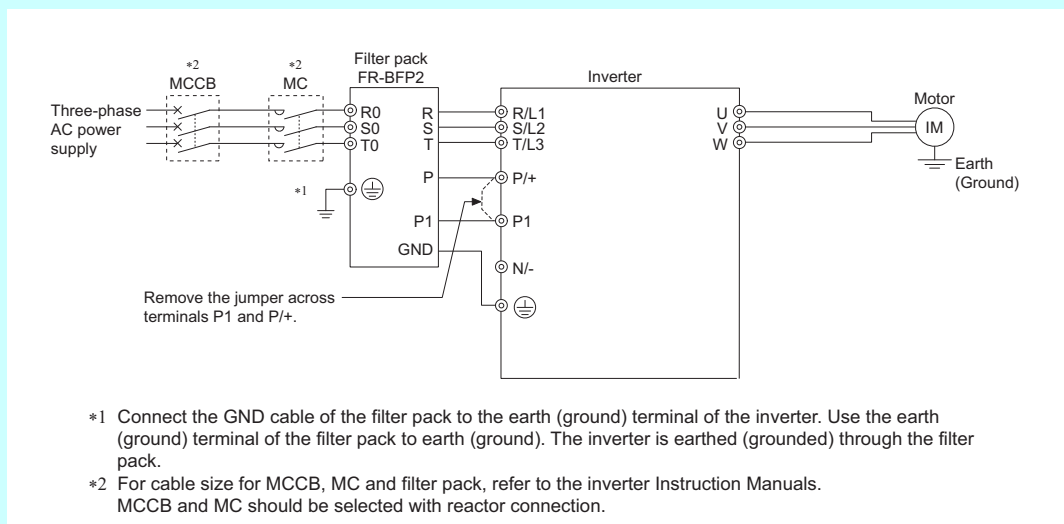 Filter pack
FR-BFP2
*2
MCCB
*2
MC
Inverter
Three-phase
AC power
supply
R0
S0
T0
R
S
T
R/L1
S/L2
T/L3
U
V
W
Motor
IM
Earth
(Ground)
*1
P
P/+
P1
P1
GND
N/-
Remove the jumper across
terminals P1 and P/+.
*1 Connect the GND cable of the filter pack to the earth (ground) terminal of the inverter. Use the earth
(ground) terminal of the filter pack to earth (ground). The inverter is earthed (grounded) through the filter
pack.
*2 For cable size for MCCB, MC and filter pack, refer to the inverter Instruction Manuals.
MCCB and MC should be selected with reactor connection.